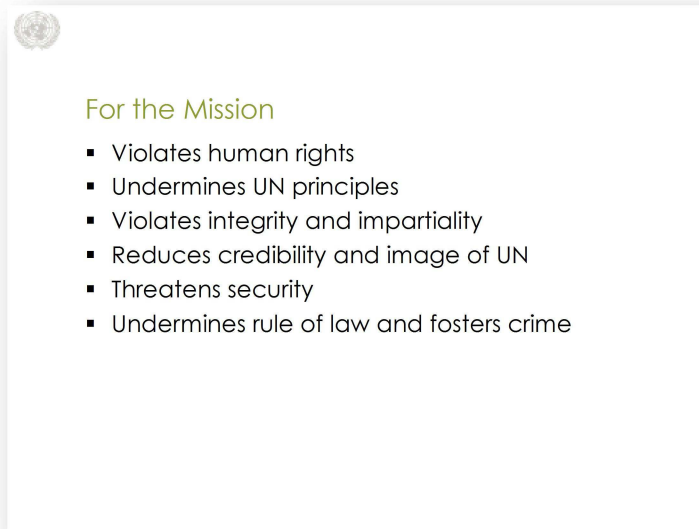 For the Mission
▪ Violates human rights
▪ Undermines UN principles
▪ Violates integrity and impartiality
▪ Reduces credibility and image of UN
▪ Threatens security
▪ Undermines rule of law and fosters crime